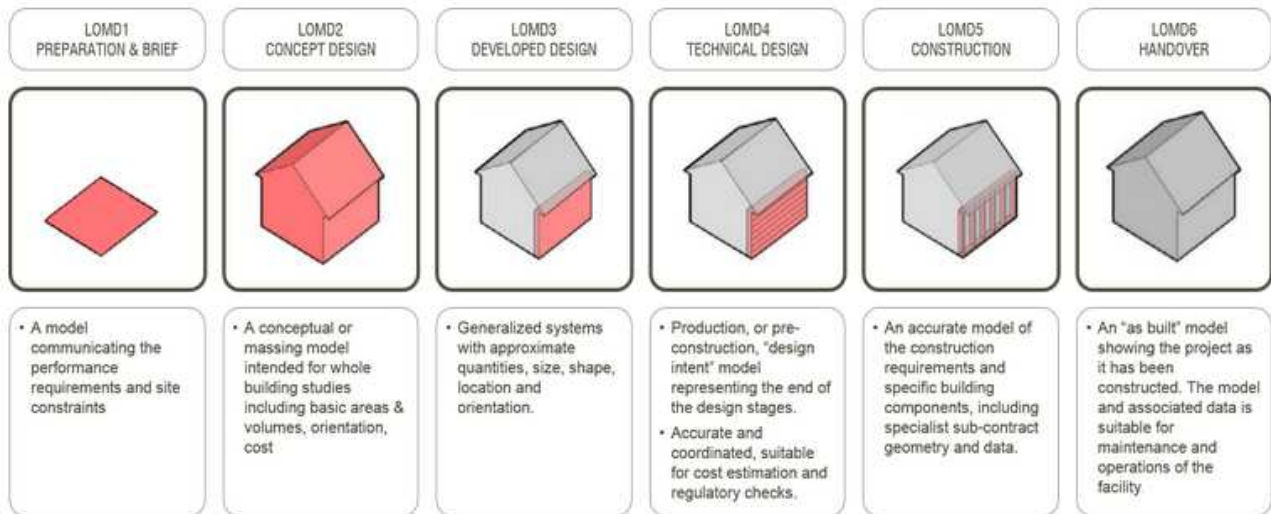 LOMD1
PREPARATION & BRIEF
LOMD2
CONCEPT DESIGN
LOMD3
DEVELOPED DESIGN
LOMD4
TECHNICAL DESIGN
LOMD5
CONSTRUCTION
LOMD6
HANDOVER
• A model
communicating the
performance
requirements and site
constraints
• A conceptual or
massing model
intended for whole
building studies
including basic areas &
volumes, orientation,
cost
• Generalized systems
with approximate
quantities, size, shape,
location and
orientation.
• Production, or pre-
construction, "design
intent" model
representing the end of
the design stages.
• Accurate and
coordinated, suitable
for cost estimation and
regulatory checks.
• An accurate model of
the construction
requirements and
specific building
components, including
specialist sub-contract
geometry and data.
• An "as built" model
showing the project as
it has been
constructed. The model
and associated data is
suitable for
maintenance and
operations of the
facility